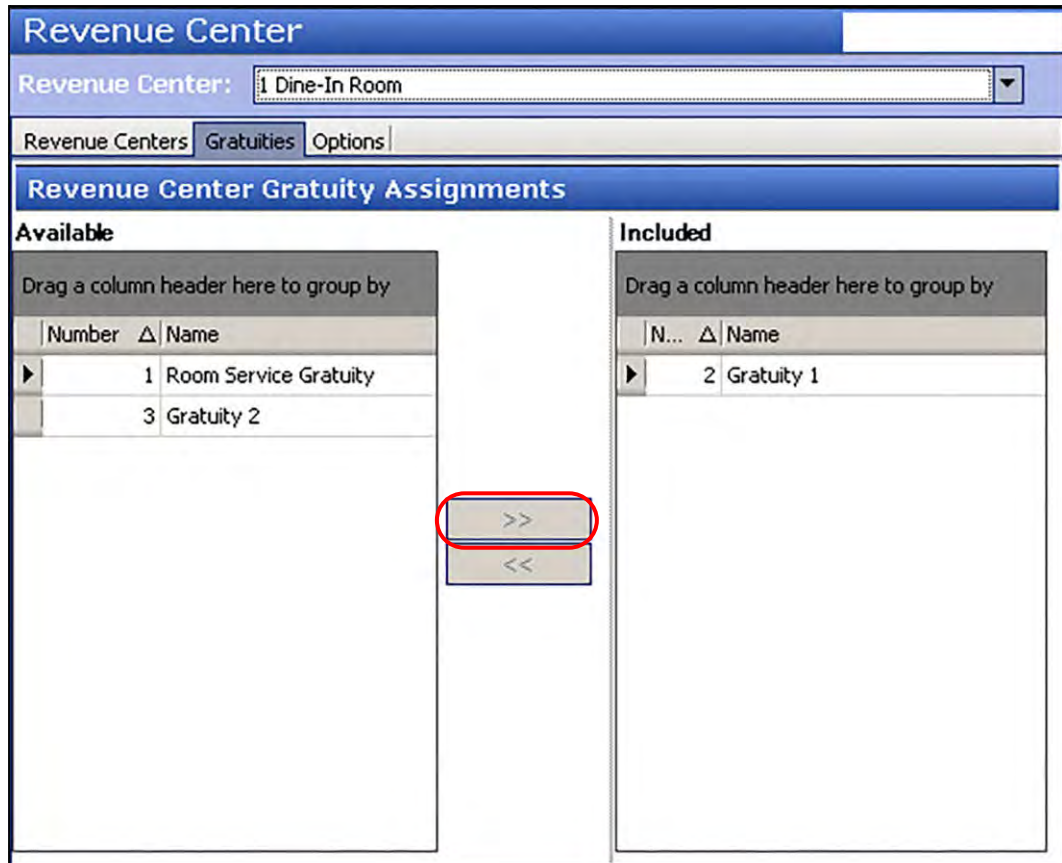 Revenue Center
Revenue Center: 1 Dine-In Room
Revenue Centers Gratuities Options
Revenue Center Gratuity Assignments
Available
Drag a column header here to group by
Number Name
1 Room Service Gratuity
3 Gratuity 2
>>
<<
Included
Drag a column header here to group by
N... Name
2 Gratuity 1